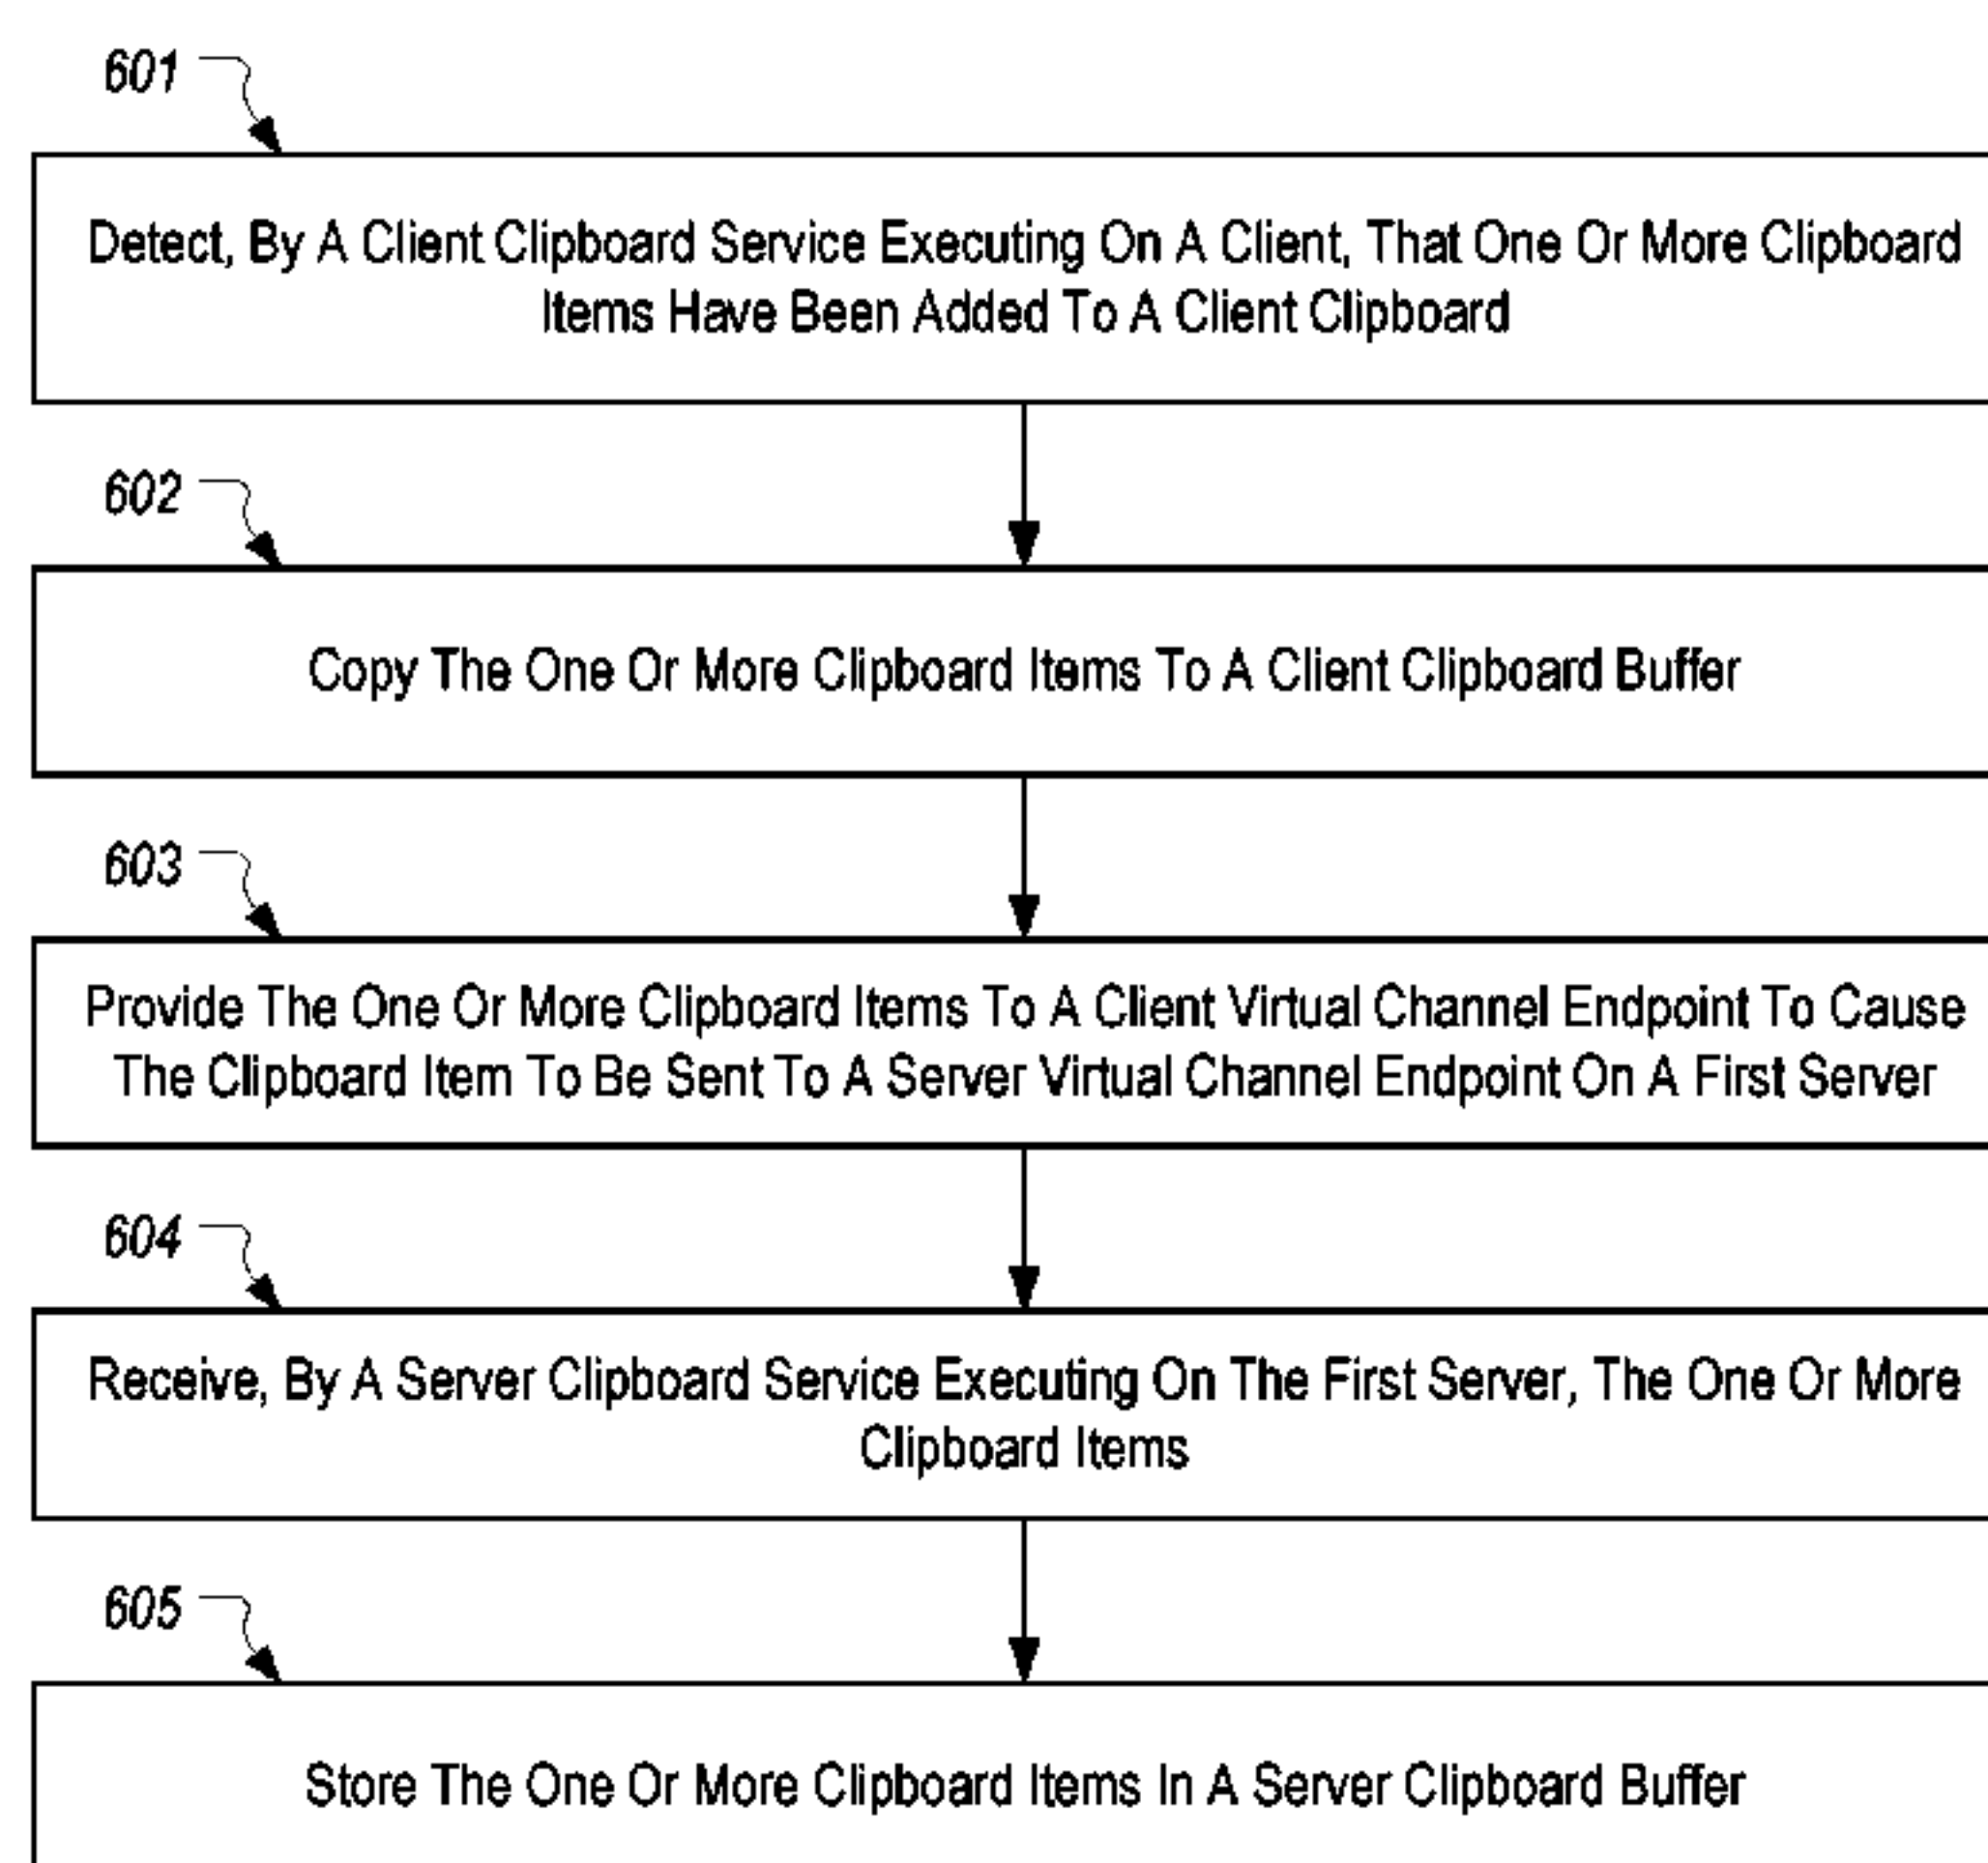 601
Detect, By A Client Clipboard Service Executing On A Client, That One Or More Clipboard
Items Have Been Added To A Client Clipboard
602
Copy The One Or More Clipboard Items To A Client Clipboard Buffer
603
Provide The One Or More Clipboard Items To A Client Virtual Channel Endpoint To Cause
The Clipboard Item To Be Sent To A Server Virtual Channel Endpoint On A First Server
604
Receive, By A Server Clipboard Service Executing On The First Server, The One Or More
Clipboard Items
605
Store The One Or More Clipboard Items In A Server Clipboard Buffer